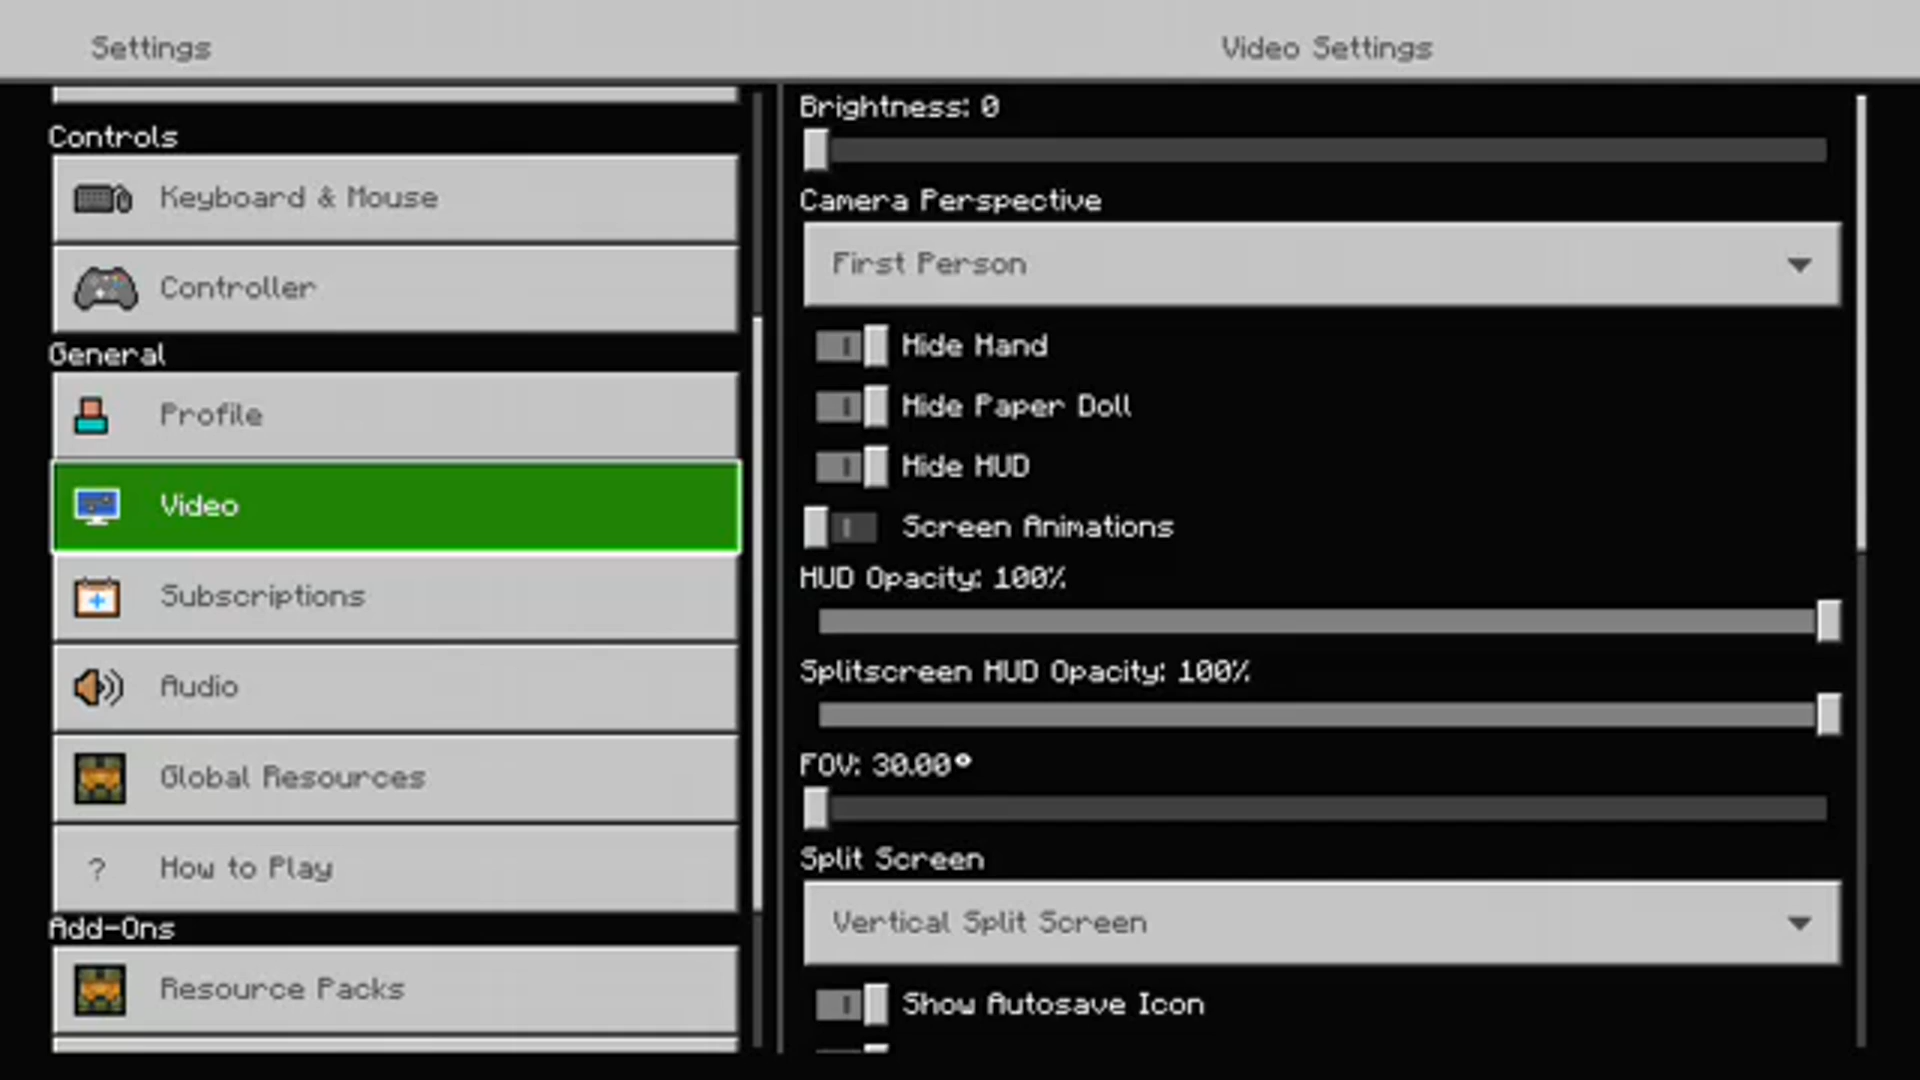 Settings
Video Settings
Controls
Keyboard & Mouse
Controller
General
Profile
Video
Subscriptions
Audio
Global Resources
? How to Play
Add-Ons
Resource Packs
Brightness: 0
Camera Perspective
First Person
Hide Hand
Hide Paper Doll
Hide HUD
Screen Animations
HUD Opacity: 100%
Splitscreen HUD Opacity: 100%
FOV: 30.00°
Split Screen
Vertical Split Screen
Show Autosave Icon